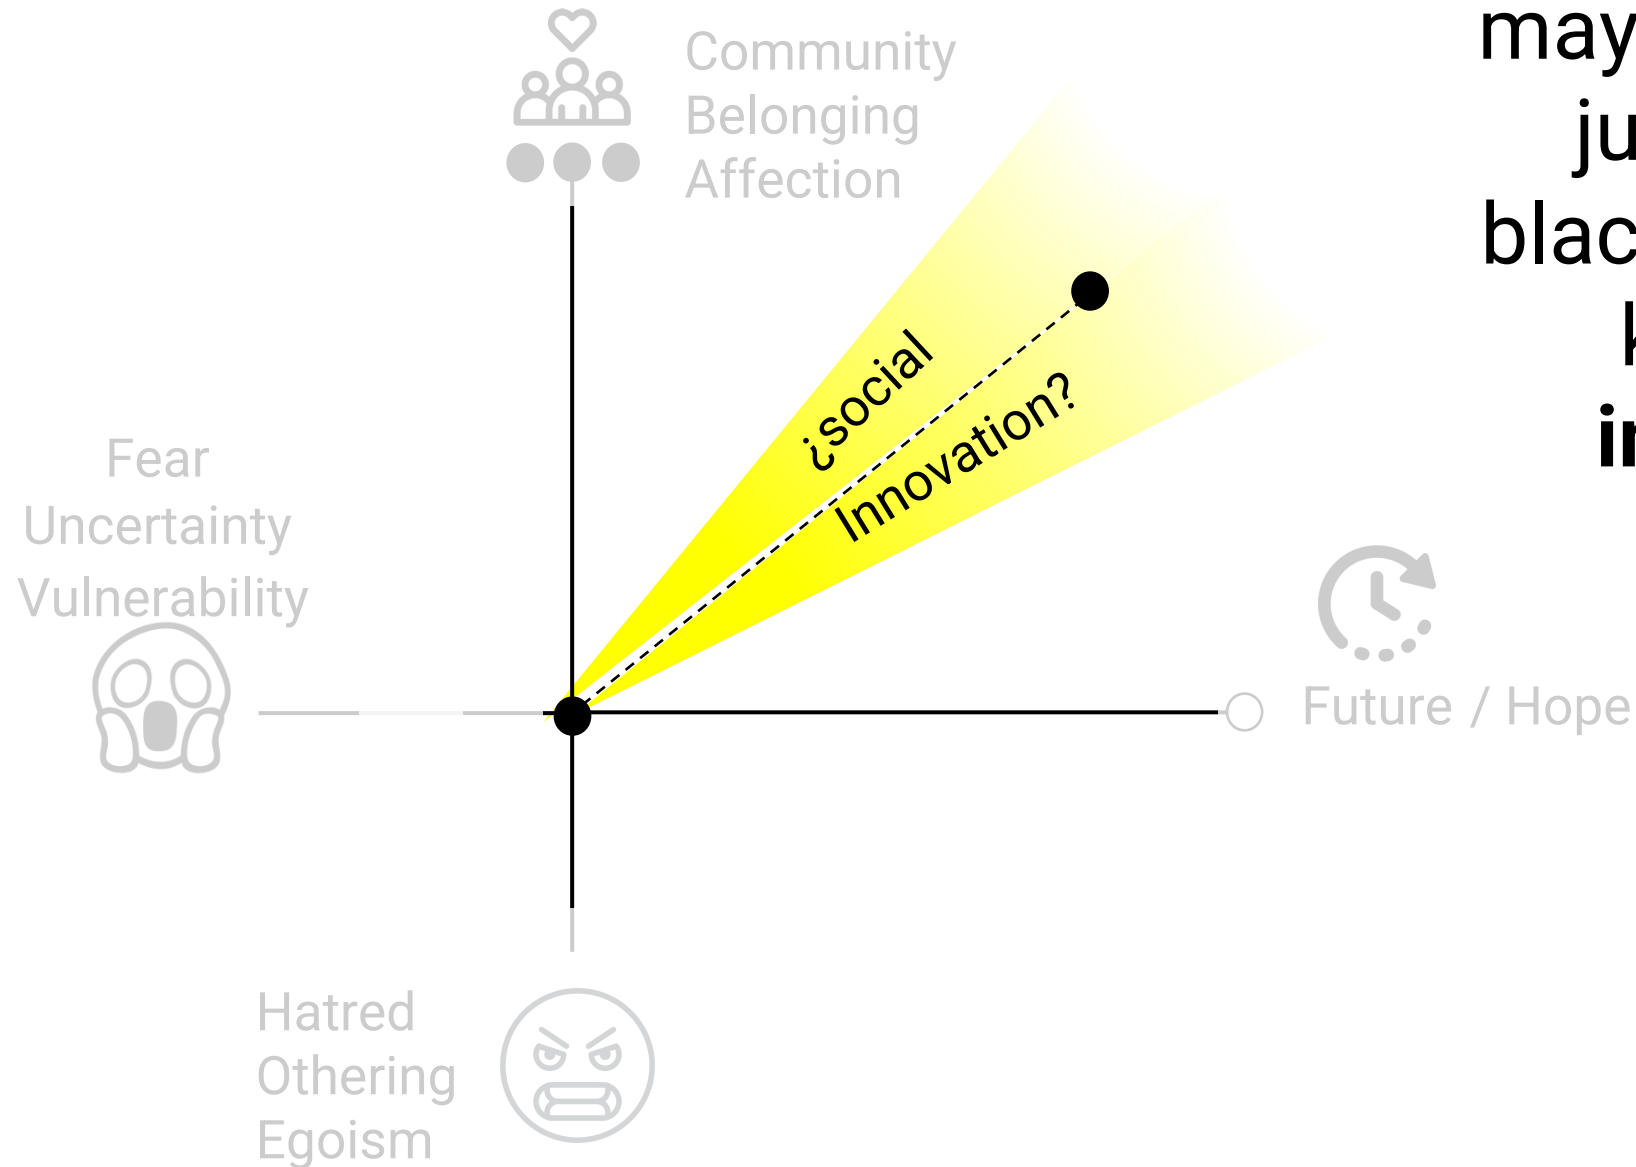 Community
Belonging
Affection
¿social
Innovation?
Fear
Uncertainty
Vulnerability
Future / Hope
Hatred
Othering
Egoism